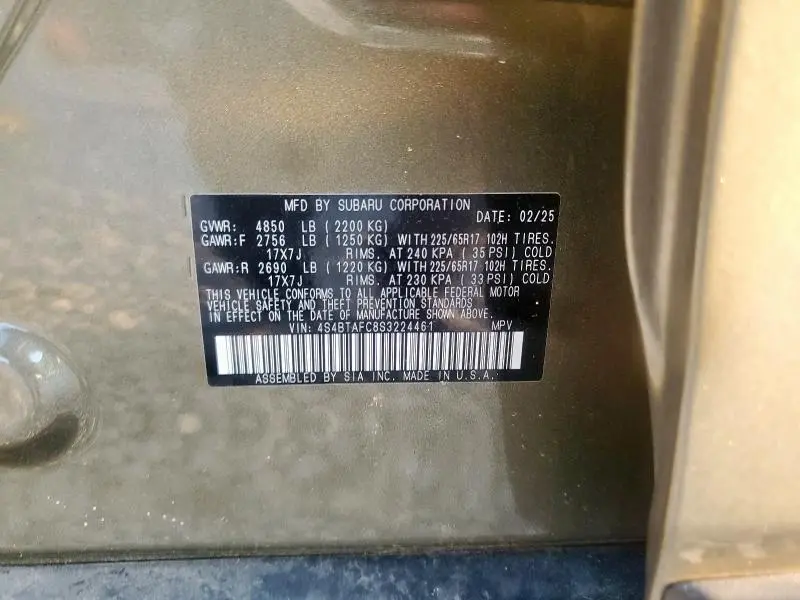 MFD BY SUBARU CORPORATION
DATE: 02/25
GVWR: 4850 LB ( 2200 KG)
GAWR:F 2756 LB ( 1250 KG) WITH 225/65R17 102H TIRES.
17X7J RIMS. AT 240 KPA ( 35 PSI) COLD
GAWR:R 2690 LB ( 1220 KG) WITH 225/65R17 102H TIRES.
17X7J RIMS. AT 230 KPA ( 33 PSI) COLD
THIS VEHICLE CONFORMS TO ALL APPLICABLE FEDERAL MOTOR
VEHICLE SAFETY AND THEFT PREVENTION STANDARDS
IN EFFECT ON THE DATE OF MANUFACTURE SHOWN ABOVE.
VIN: 4S4BTAFC8S3224461 MPV
ASSEMBLED BY SIA INC. MADE IN U.S.A.